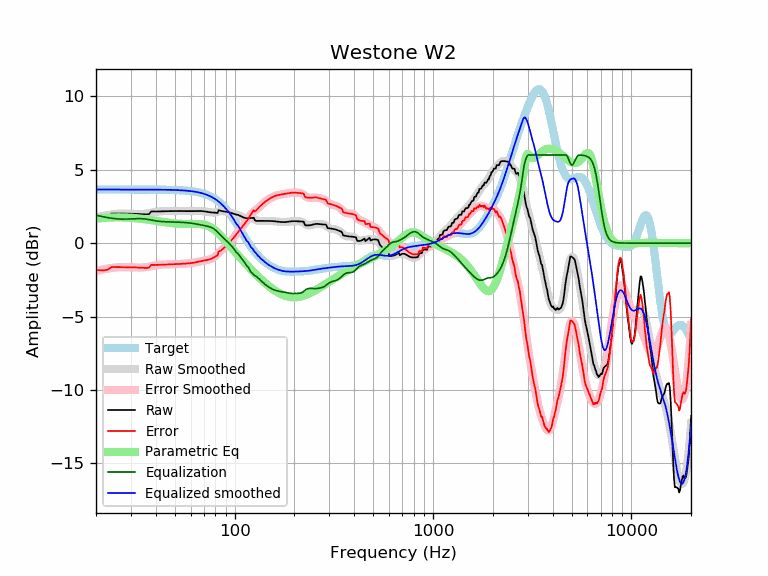 Westone W2
Amplitude (dBr)
10
5
0
−5
−10
−15
Target
Raw Smoothed
Error Smoothed
Raw
Error
Parametric Eq
Equalization
Equalized smoothed
100
1000
10000
Frequency (Hz)